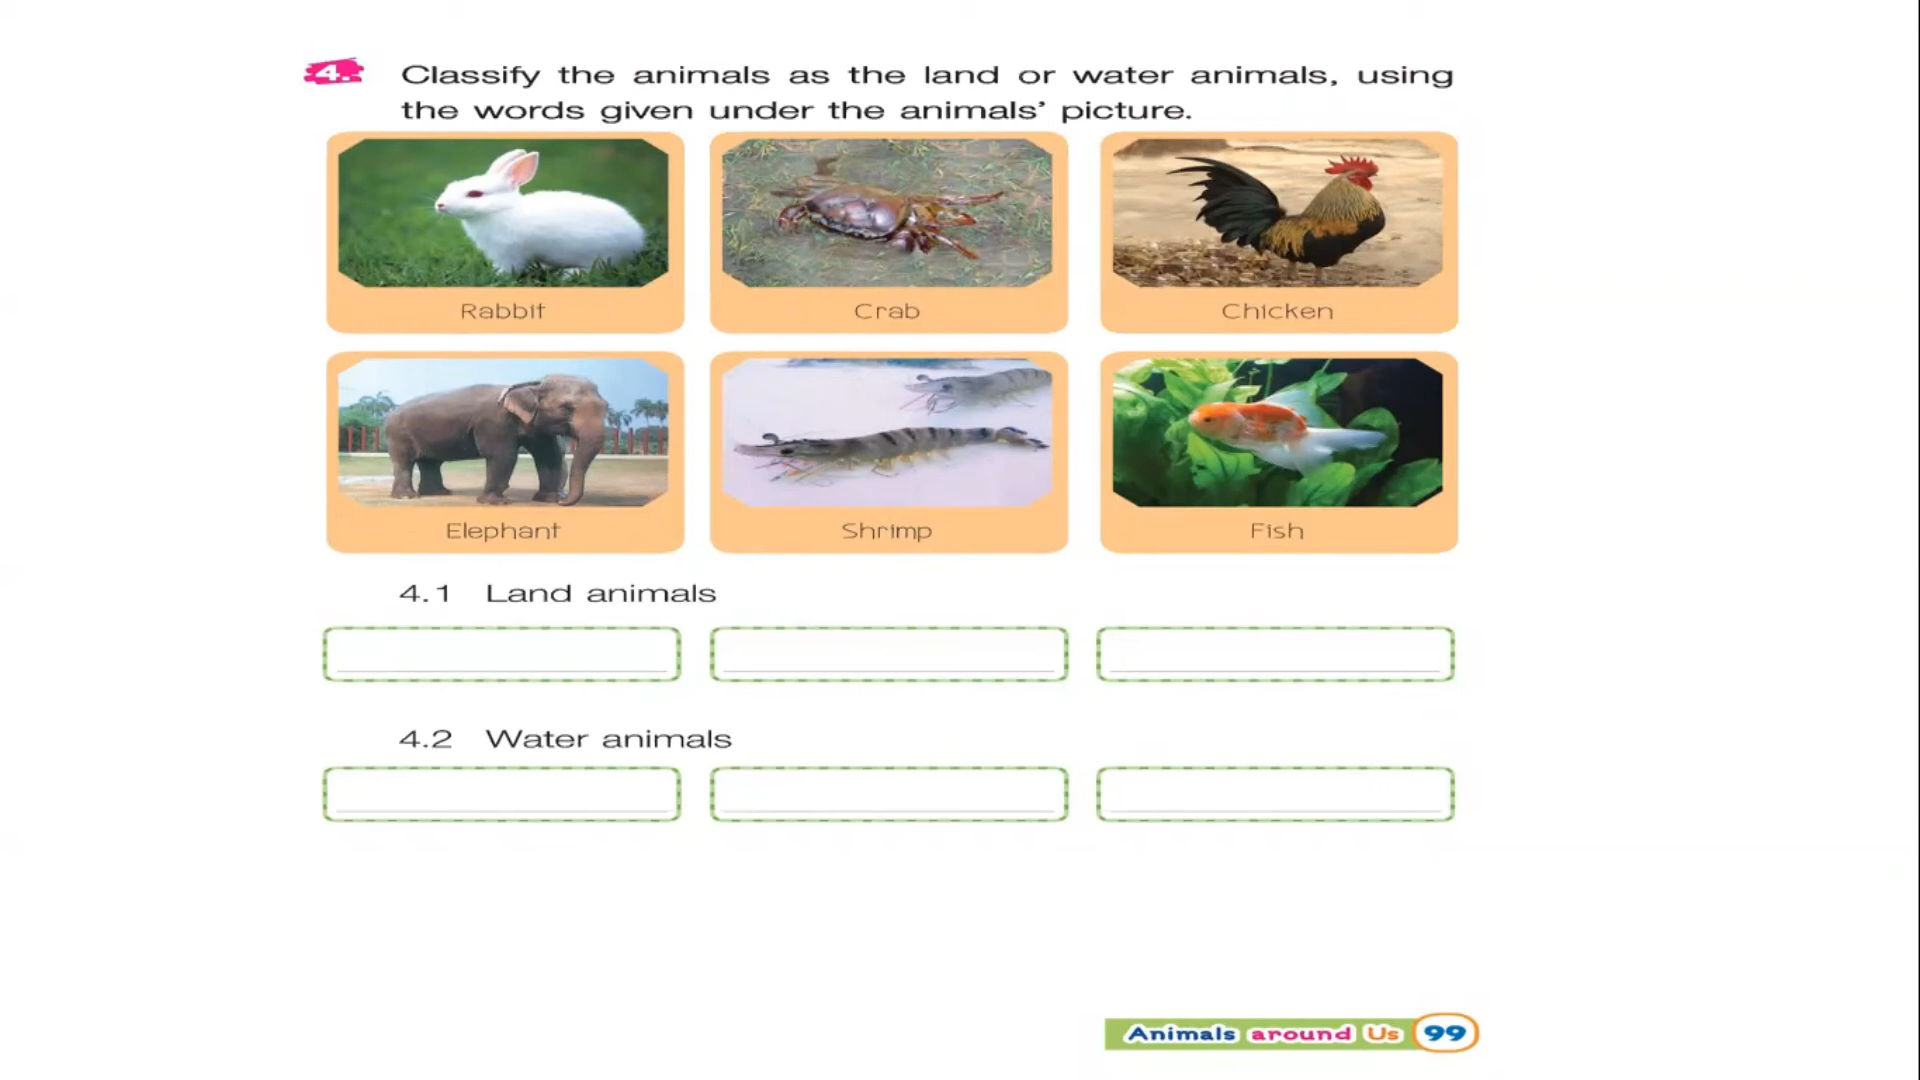 4. Classify the animals as the land or water animals, using
the words given under the animals' picture.
Rabbit
Crab
Chicken
Elephant
Shrimp
Fish
4.1 Land animals
4.2 Water animals
Animals around Us 99